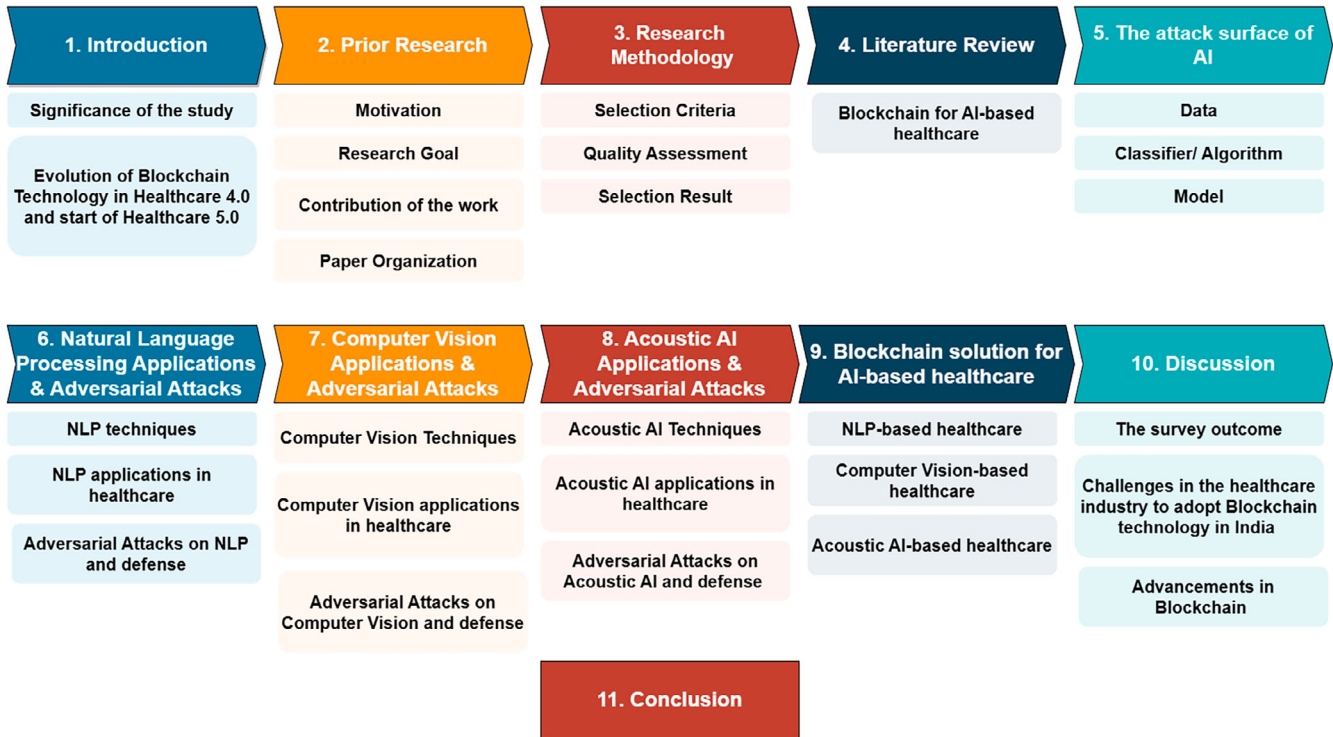 1. Introduction
Significance of the study
Evolution of Blockchain
Technology in Healthcare 4.0
and start of Healthcare 5.0
2. Prior Research
Motivation
Research Goal
Contribution of the work
Paper Organization
3. Research
Methodology
Selection Criteria
Quality Assessment
Selection Result
4. Literature Review
Blockchain for AI-based
healthcare
5. The attack surface of
AI
Data
Classifier/ Algorithm
Model
6. Natural Language
Processing Applications
& Adversarial Attacks
NLP techniques
NLP applications in
healthcare
Adversarial Attacks on NLP
and defense
7. Computer Vision
Applications &
Adversarial Attacks
Computer Vision Techniques
Computer Vision applications
in healthcare
Adversarial Attacks on
Computer Vision and defense
8. Acoustic AI
Applications &
Adversarial Attacks
Acoustic AI Techniques
Acoustic AI applications in
healthcare
Adversarial Attacks on
Acoustic AI and defense
9. Blockchain solution for
AI-based healthcare
NLP-based healthcare
Computer Vision-based
healthcare
Acoustic AI-based healthcare
10. Discussion
The survey outcome
Challenges in the healthcare
industry to adopt Blockchain
technology in India
Advancements in
Blockchain
11. Conclusion